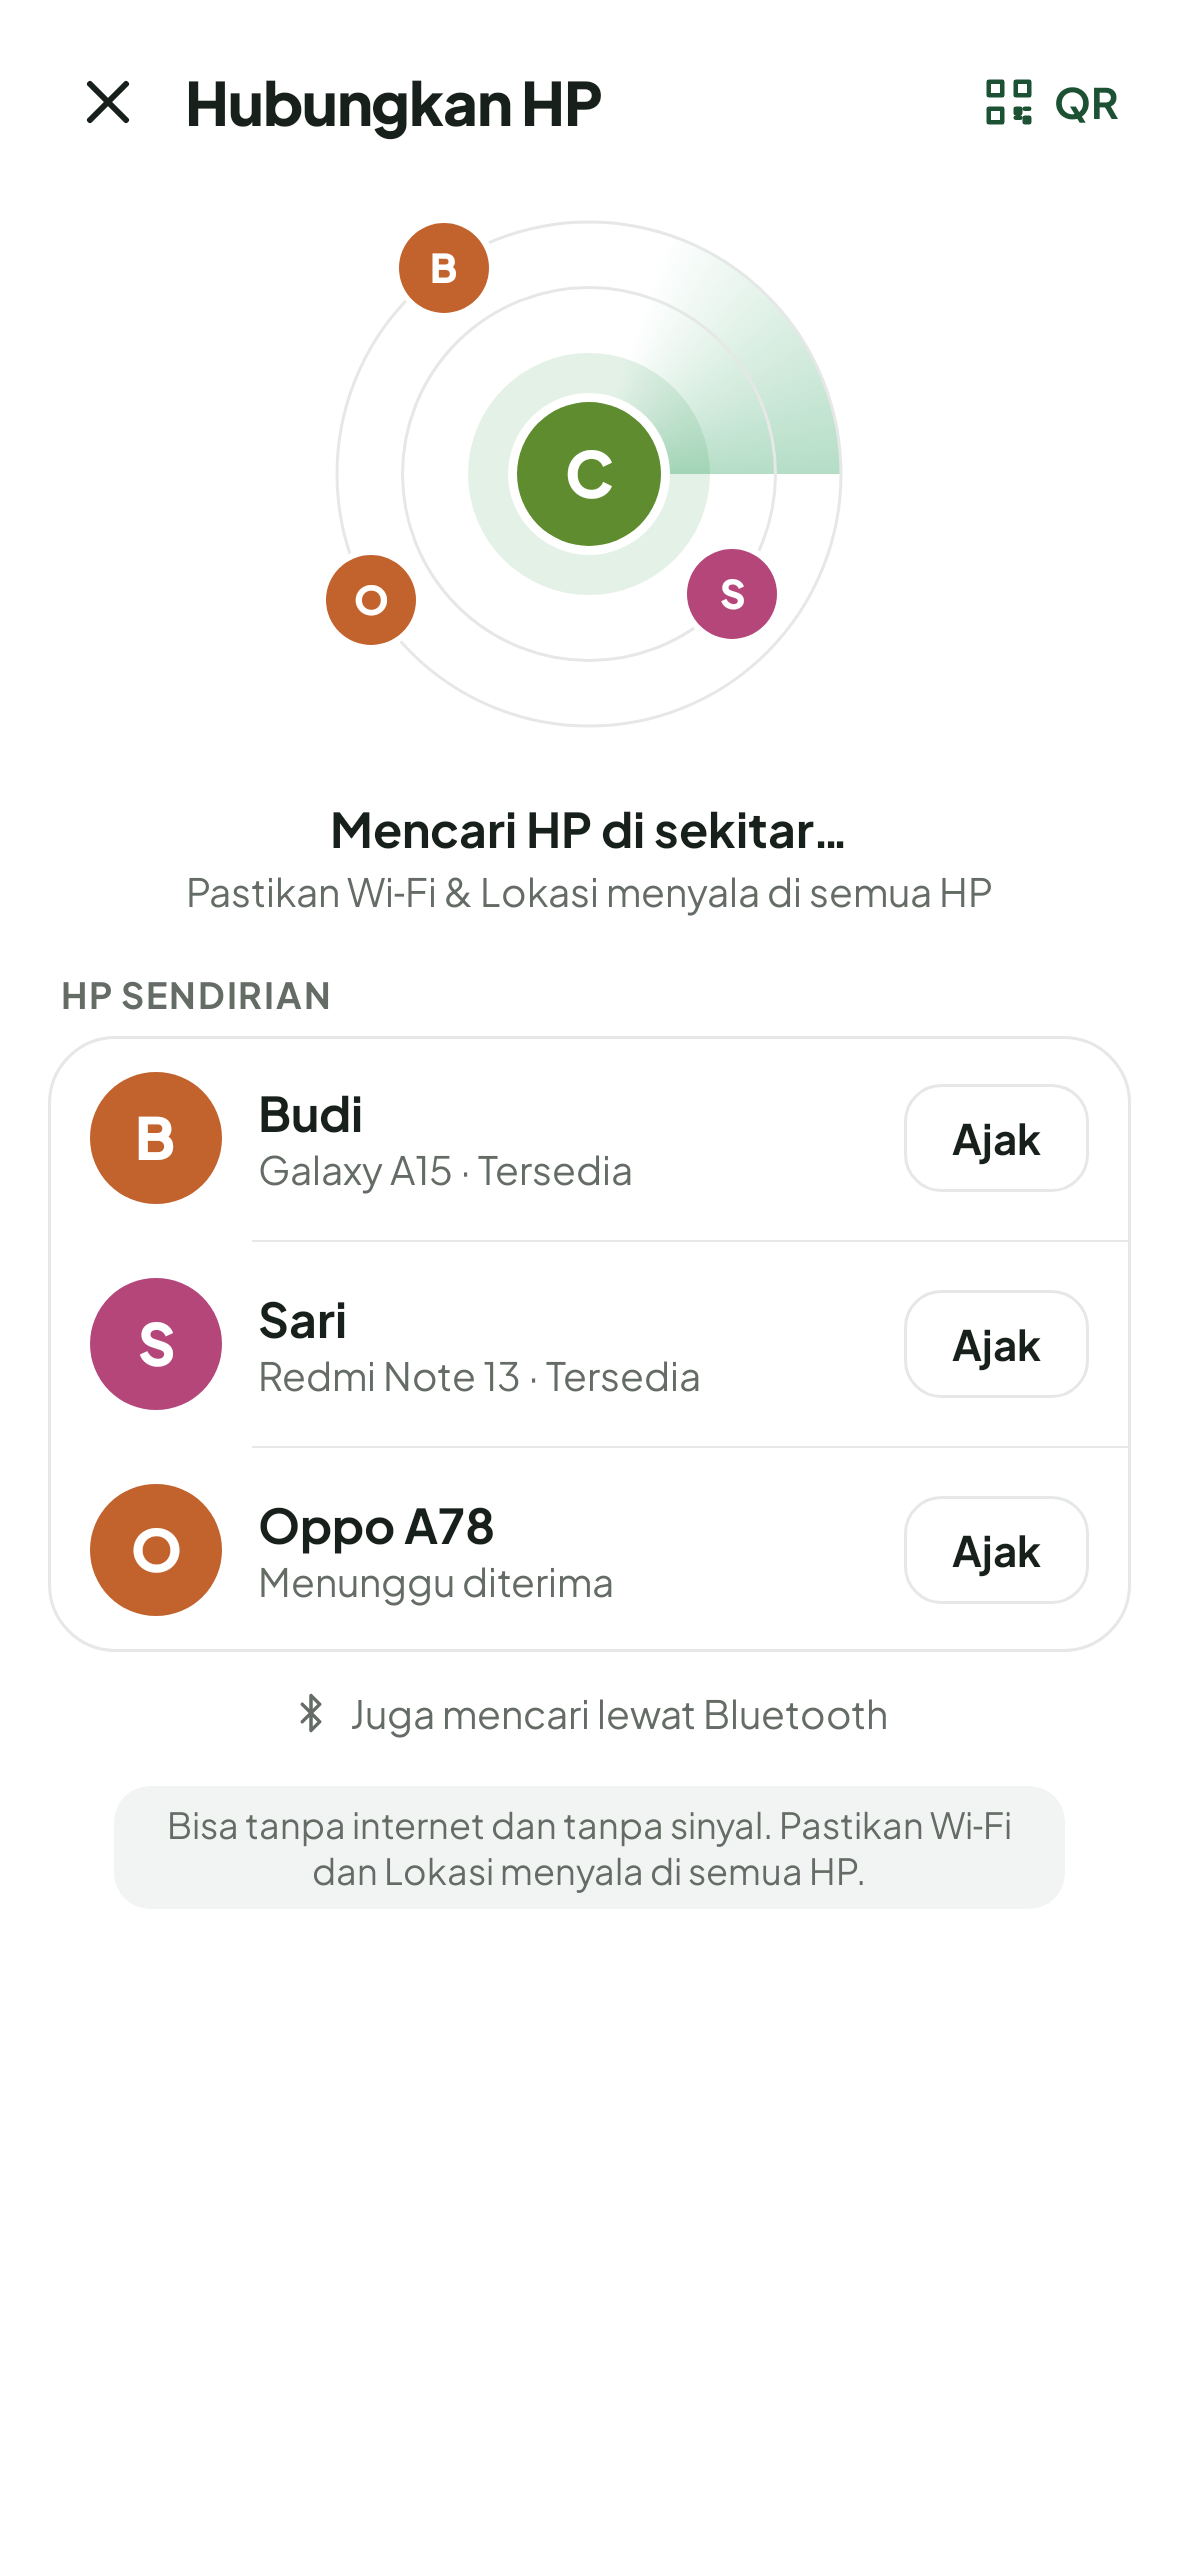 Hubungkan HP
QR
B
C
O
S
Mencari HP di sekitar…
Pastikan Wi-Fi & Lokasi menyala di semua HP
HP SENDIRIAN
B
Budi
Galaxy A15 · Tersedia
Ajak
S
Sari
Redmi Note 13 · Tersedia
Ajak
O
Oppo A78
Menunggu diterima
Ajak
Juga mencari lewat Bluetooth
Bisa tanpa internet dan tanpa sinyal. Pastikan Wi-Fi
dan Lokasi menyala di semua HP.